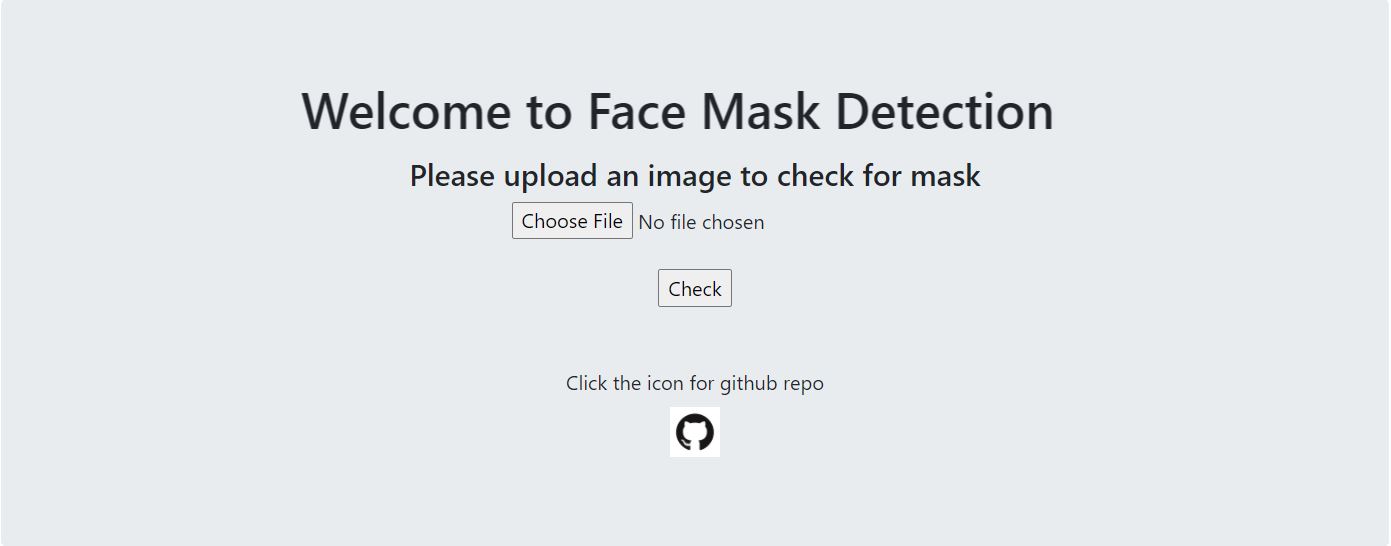 Welcome to Face Mask Detection
Please upload an image to check for mask
Choose File No file chosen
Check
Click the icon for github repo